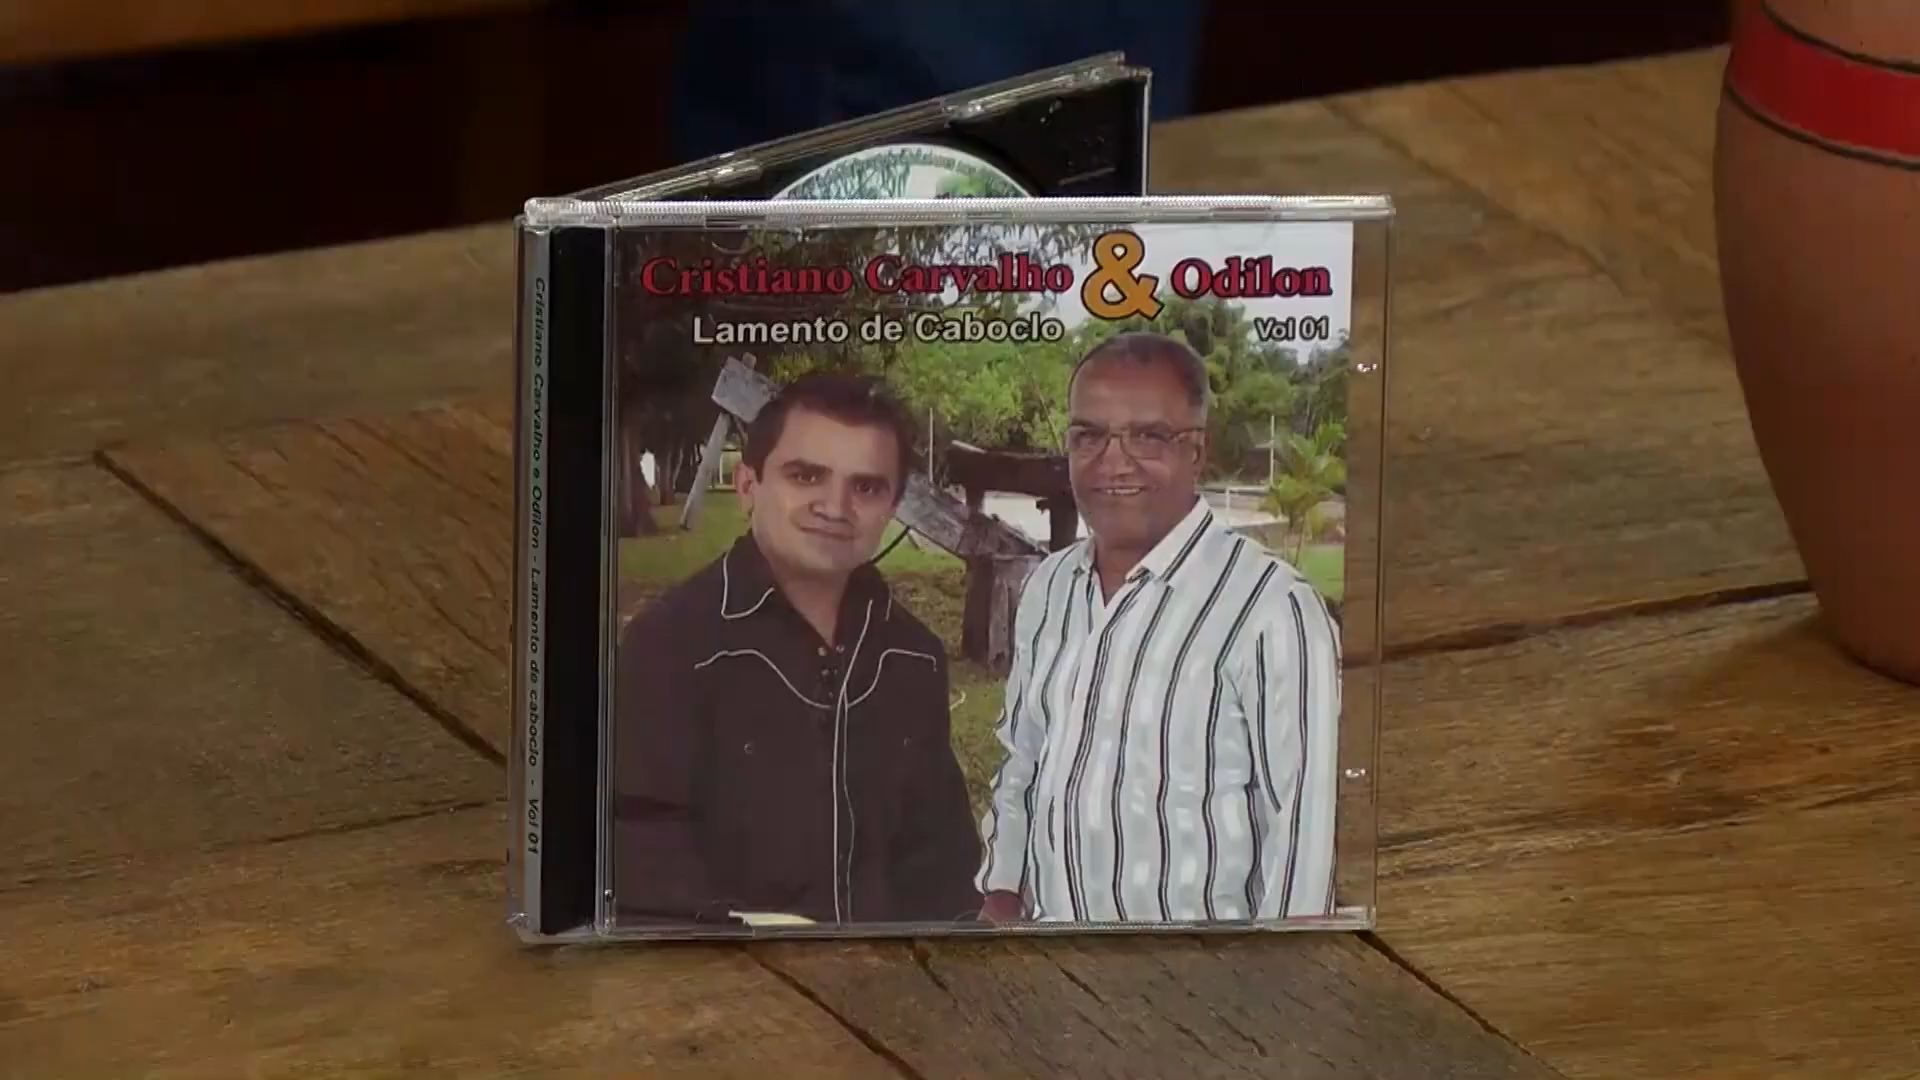 Cristiano Carvalho & Odilon
Lamento de Caboclo
Vol 01
Cristiano Carvalho e Odilon - Lamento de caboclo - Vol 01